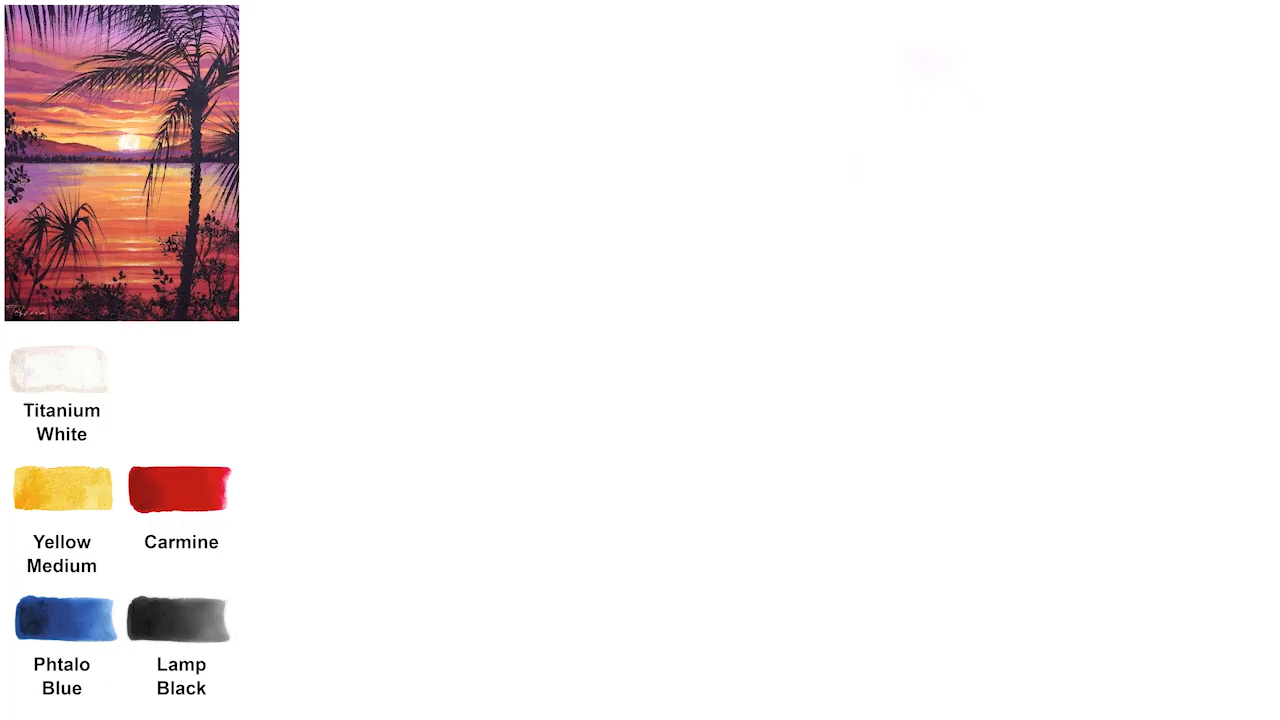 Titanium
White
Yellow
Medium
Carmine
Phtalo
Blue
Lamp
Black